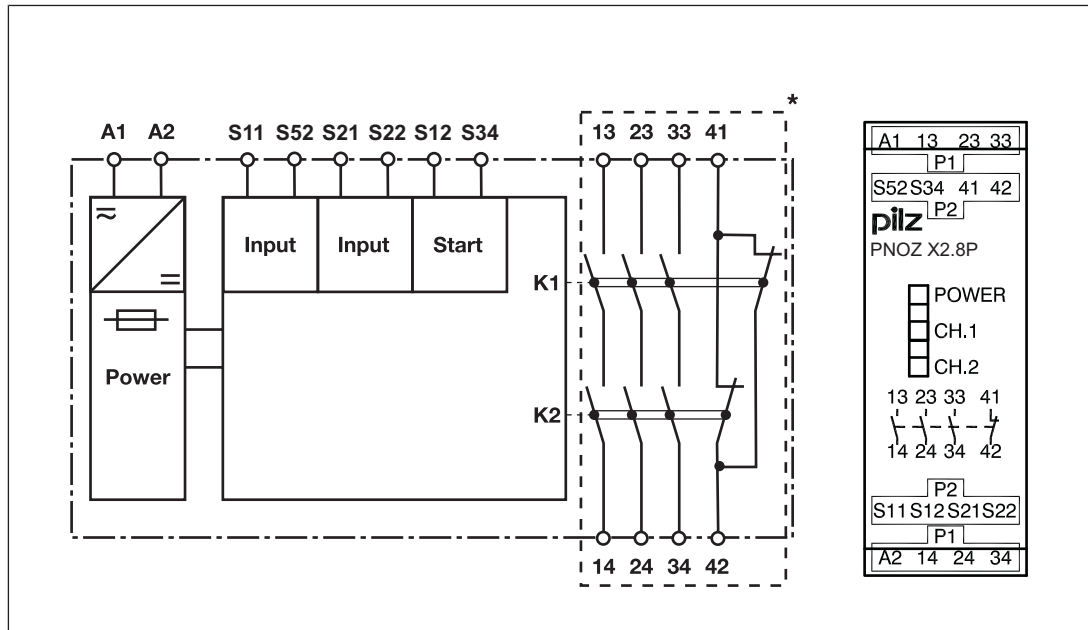 *
A1 A2 S11 S52 S21 S22 S12 S34 13 23 33 41
Input Input Start
K1
Power
K2
14 24 34 42
A1 13 23 33
P1
S52 S34 41 42
P2
pilz
PNOZ X2.8P
POWER
CH.1
CH.2
13 23 33 41
14 24 34 42
P2
S11 S12 S21 S22
P1
A2 14 24 34